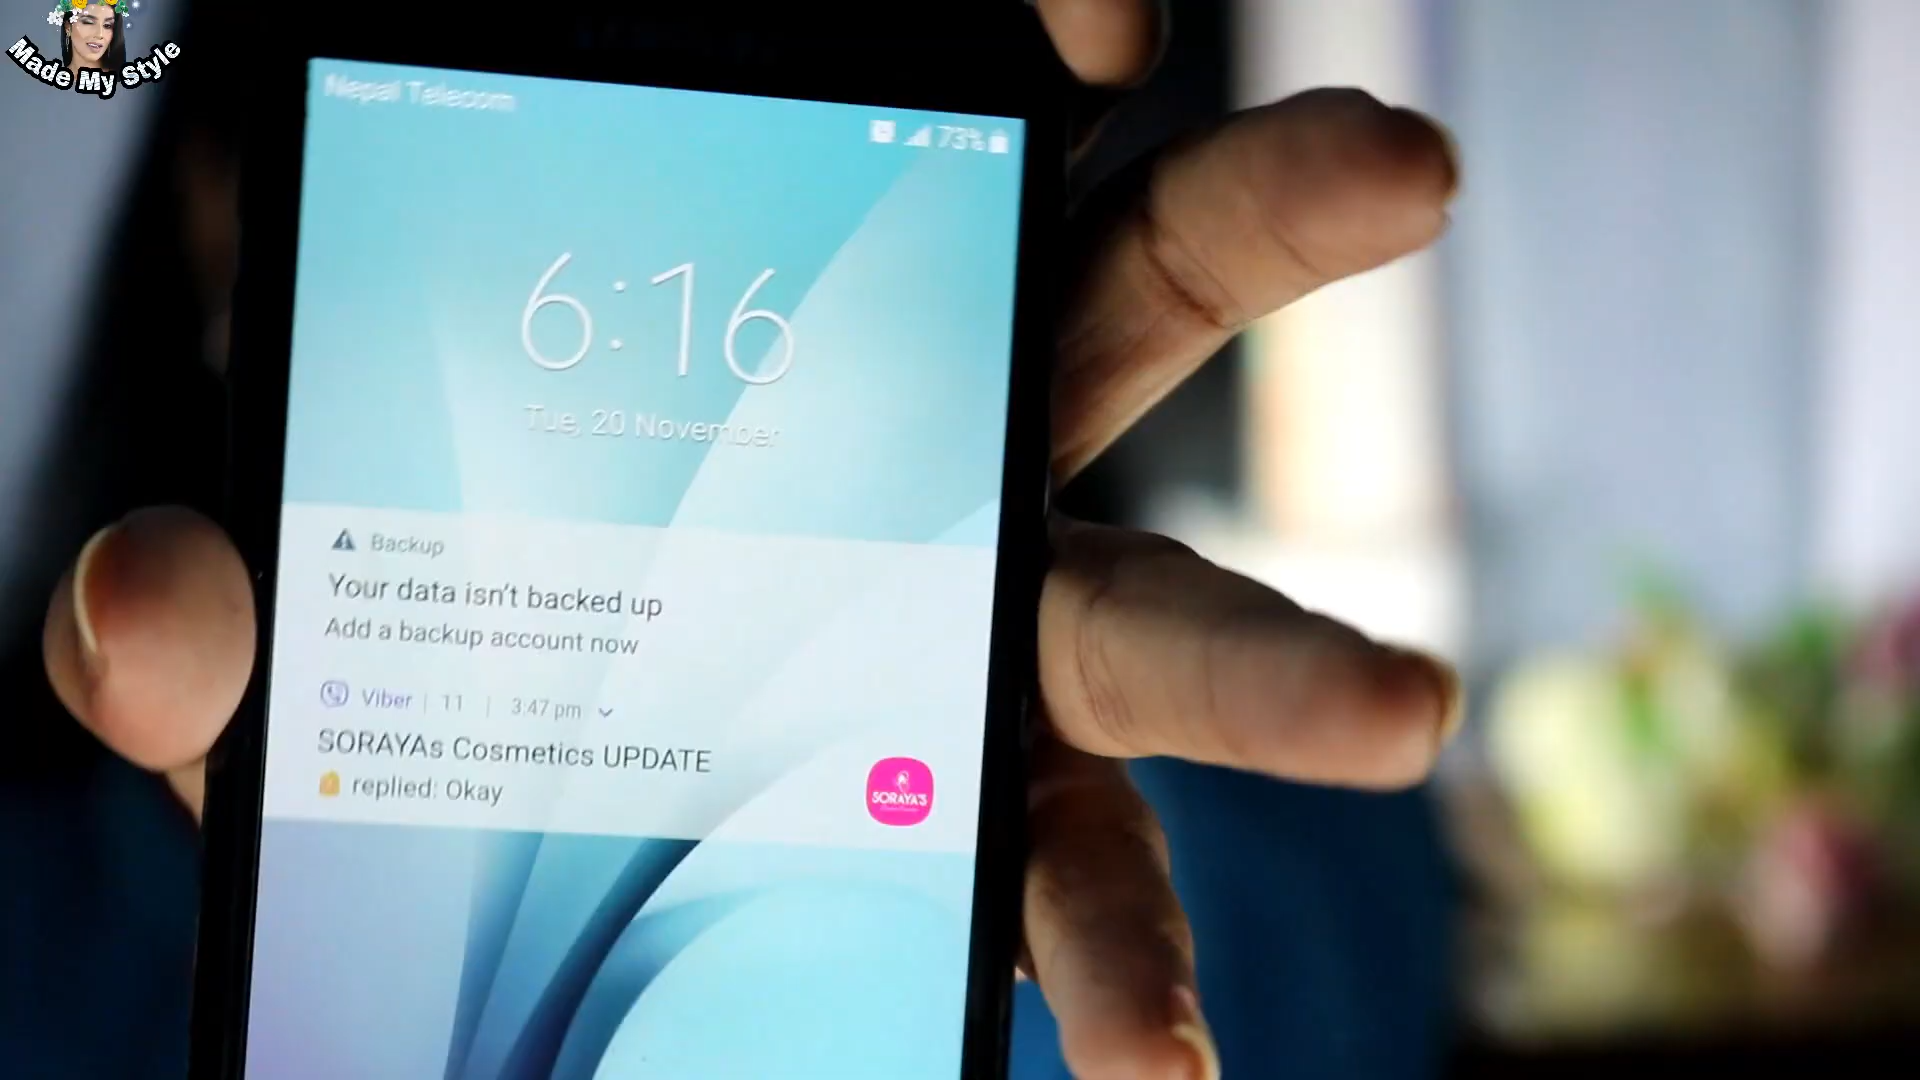 Made My Style
Nepal Telecom
73%
6:16
Tue, 20 November
Backup
Your data isn't backed up
Add a backup account now
Viber | 11 | 3:47 pm
SORAYAs Cosmetics UPDATE
replied: Okay
SORAYA'S